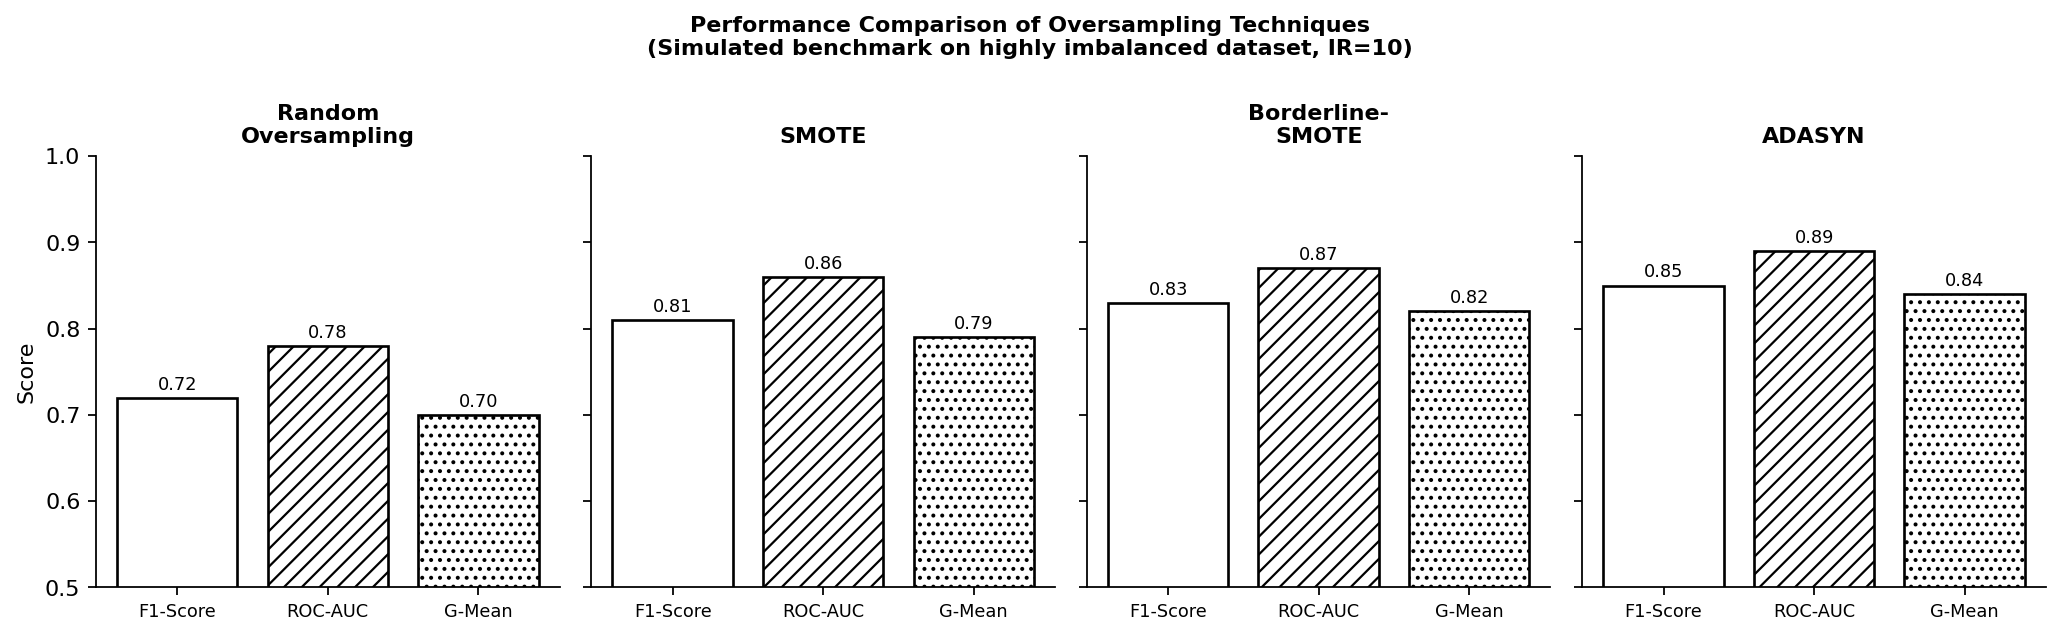 Performance Comparison of Oversampling Techniques
(Simulated benchmark on highly imbalanced dataset, IR=10)
Random
Oversampling
Score
1.0
0.9
0.8
0.7
0.6
0.5
0.72
0.78
0.70
F1-Score
ROC-AUC
G-Mean
SMOTE
0.81
0.86
0.79
F1-Score
ROC-AUC
G-Mean
Borderline-
SMOTE
0.83
0.87
0.82
F1-Score
ROC-AUC
G-Mean
ADASYN
0.85
0.89
0.84
F1-Score
ROC-AUC
G-Mean